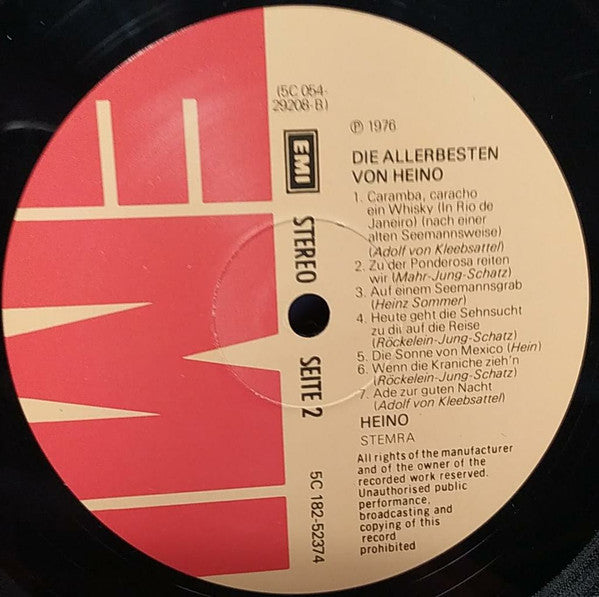 (5C 054-
29208-B)
EMI
STEREO
SEITE 2
5C 182-52374
℗ 1976
DIE ALLERBESTEN
VON HEINO
1. Caramba, caracho
ein Whisky (In Rio de
Janeiro) (nach einer
alten Seemannsweise)
(Adolf von Kleebsattel)
2. Zu der Ponderosa reiten
wir (Mahr-Jung-Schatz)
3. Auf einem Seemannsgrab
(Heinz Sommer)
4. Heute geht die Sehnsucht
zu dir auf die Reise
(Röckelein-Jung-Schatz)
5. Die Sonne von Mexico (Hein)
6. Wenn die Kraniche zieh'n
(Röckelein-Jung-Schatz)
7. Ade zur guten Nacht
(Adolf von Kleebsattel)
HEINO
STEMRA
All rights of the manufacturer
and of the owner of the
recorded work reserved.
Unauthorised public
performance,
broadcasting and
copying of this
record
prohibited
EMI